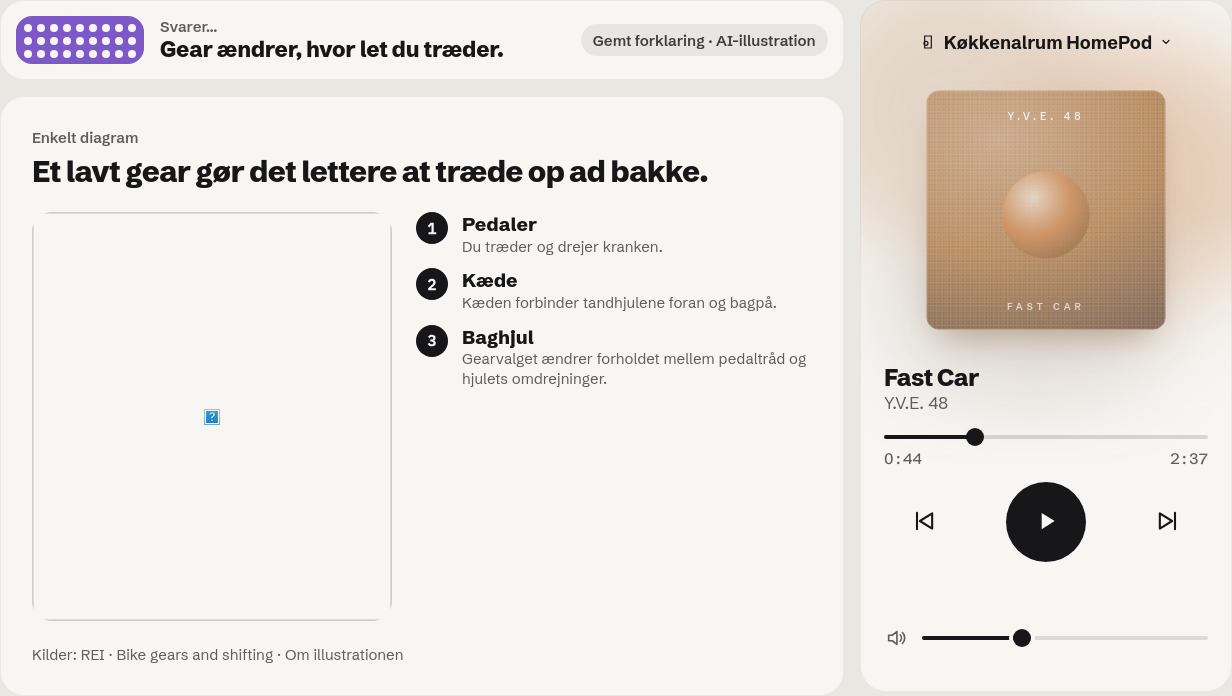 Svarer...
Gear ændrer, hvor let du træder.
Gemt forklaring · AI-illustration
Enkelt diagram
Et lavt gear gør det lettere at træde op ad bakke.
1 Pedaler
Du træder og drejer kranken.
2 Kæde
Kæden forbinder tandhjulene foran og bagpå.
3 Baghjul
Gearvalget ændrer forholdet mellem pedaltråd og
hjulets omdrejninger.
Kilder: REI · Bike gears and shifting · Om illustrationen
Køkkenalrum HomePod
Y.V.E. 48
FAST CAR
Fast Car
Y.V.E. 48
0:44 2:37